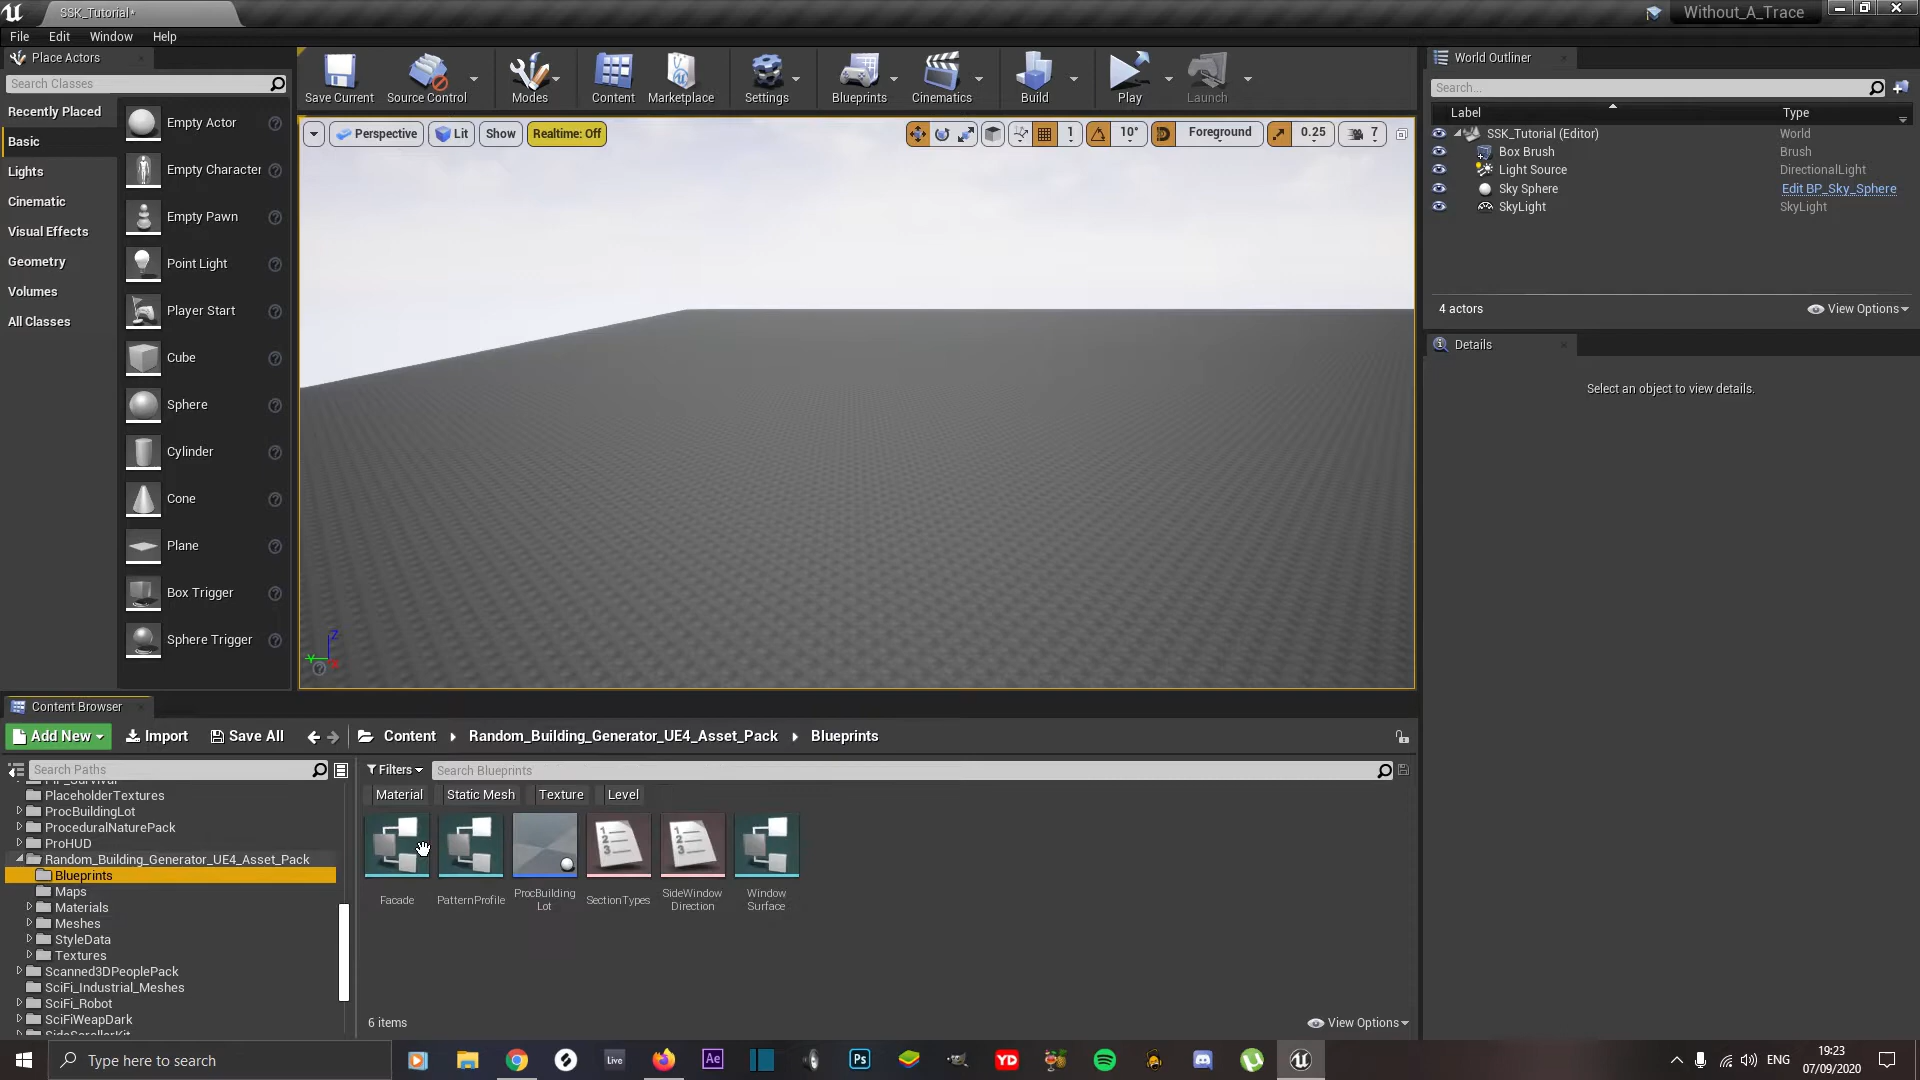 SSK_Tutorial*
Without_A_Trace
File Edit Window Help
Place Actors
Search Classes
Recently Placed
Basic
Lights
Cinematic
Visual Effects
Geometry
Volumes
All Classes
Empty Actor
Empty Character
Empty Pawn
Point Light
Player Start
Cube
Sphere
Cylinder
Cone
Plane
Box Trigger
Sphere Trigger
Save Current Source Control Modes Content Marketplace Settings Blueprints Cinematics Build Play Launch
Perspective Lit Show Realtime: Off 1 10° Foreground 0.25 7
Z
Y
World Outliner
Search...
Label Type
SSK_Tutorial (Editor) World
Box Brush Brush
Light Source DirectionalLight
Sky Sphere Edit BP_Sky_Sphere
SkyLight SkyLight
4 actors View Options
Details
Select an object to view details.
Content Browser
Add New Import Save All Content Random_Building_Generator_UE4_Asset_Pack Blueprints
Search Paths
PlaceholderTextures
ProcBuildingLot
ProceduralNaturePack
ProHUD
Random_Building_Generator_UE4_Asset_Pack
Blueprints
Maps
Materials
Meshes
StyleData
Textures
Scanned3DPeoplePack
SciFi_Industrial_Meshes
SciFi_Robot
SciFiWeapDark
Filters Search Blueprints
Material Static Mesh Texture Level
Facade
PatternProfile
ProcBuilding
Lot
SectionTypes
SideWindow
Direction
Window
Surface
6 items View Options
Type here to search
Live
Ae
Ps
YD
ENG
19:23
07/09/2020